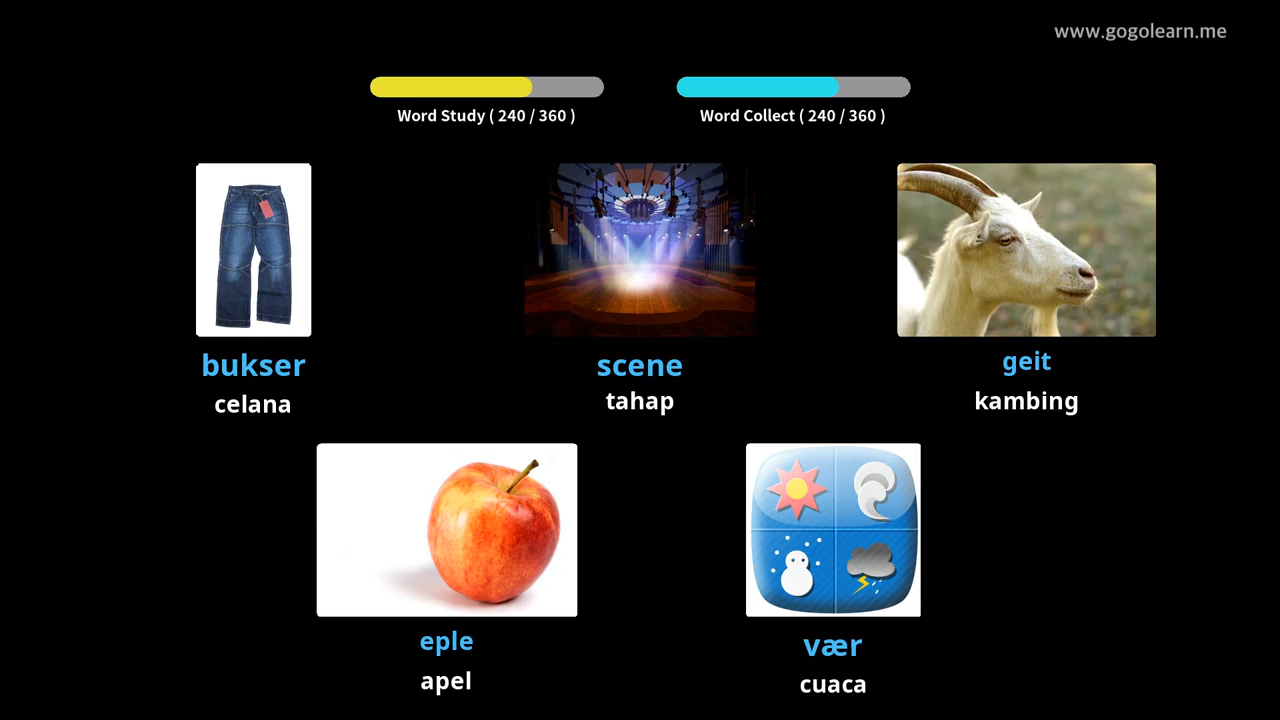 www.gogolearn.me
Word Study ( 240 / 360 )
Word Collect ( 240 / 360 )
bukser
celana
scene
tahap
geit
kambing
eple
apel
vær
cuaca